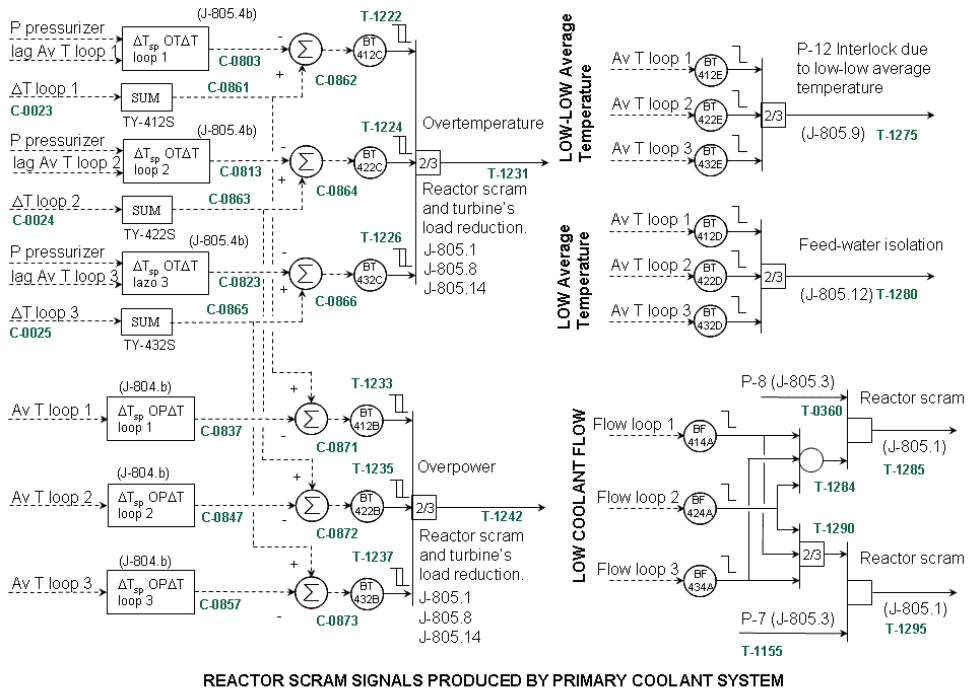 (J-805.4b)
P pressurizer
lag Av T loop 1
ΔTsp OTΔT
loop 1
C-0803
-
Σ
+
C-0862
T-1222
BT
412C
ΔT loop 1
C-0023
SUM
TY-412S
C-0861
(J-805.4b)
P pressurizer
lag Av T loop 2
ΔTsp OTΔT
loop 2
C-0813
-
Σ
+
C-0864
T-1224
BT
422C
ΔT loop 2
C-0024
SUM
TY-422S
C-0863
(J-805.4b)
P pressurizer
lag Av T loop 3
ΔTsp OTΔT
lazo 3
C-0823
-
Σ
+
C-0866
T-1226
BT
432C
ΔT loop 3
C-0025
SUM
TY-432S
C-0865
Overtemperature
2/3
T-1231
Reactor scram
and turbine's
load reduction.
J-805.1
J-805.8
J-805.14
(J-804.b)
Av T loop 1
ΔTsp OPΔT
loop 1
C-0837
+
Σ
-
C-0871
T-1233
BT
412B
(J-804.b)
Av T loop 2
ΔTsp OPΔT
loop 2
C-0847
+
Σ
-
C-0872
T-1235
BT
422B
(J-804.b)
Av T loop 3
ΔTsp OPΔT
loop 3
C-0857
+
Σ
-
C-0873
T-1237
BT
432B
Overpower
2/3
T-1242
Reactor scram
and turbine's
load reduction.
J-805.1
J-805.8
J-805.14
LOW-LOW Average
Temperature
Av T loop 1
BT
412E
Av T loop 2
BT
422E
Av T loop 3
BT
432E
2/3
P-12 Interlock due
to low-low average
temperature
(J-805.9)
T-1275
LOW Average
Temperature
Av T loop 1
BT
412D
Av T loop 2
BT
422D
Av T loop 3
BT
432D
2/3
Feed-water isolation
(J-805.12)
T-1280
LOW COOLANT FLOW
P-8 (J-805.3)
T-0360
Flow loop 1
BF
414A
Flow loop 2
BF
424A
Flow loop 3
BF
434A
T-1284
Reactor scram
(J-805.1)
T-1285
T-1290
2/3
Reactor scram
(J-805.1)
T-1295
P-7 (J-805.3)
T-1155
REACTOR SCRAM SIGNALS PRODUCED BY PRIMARY COOLANT SYSTEM